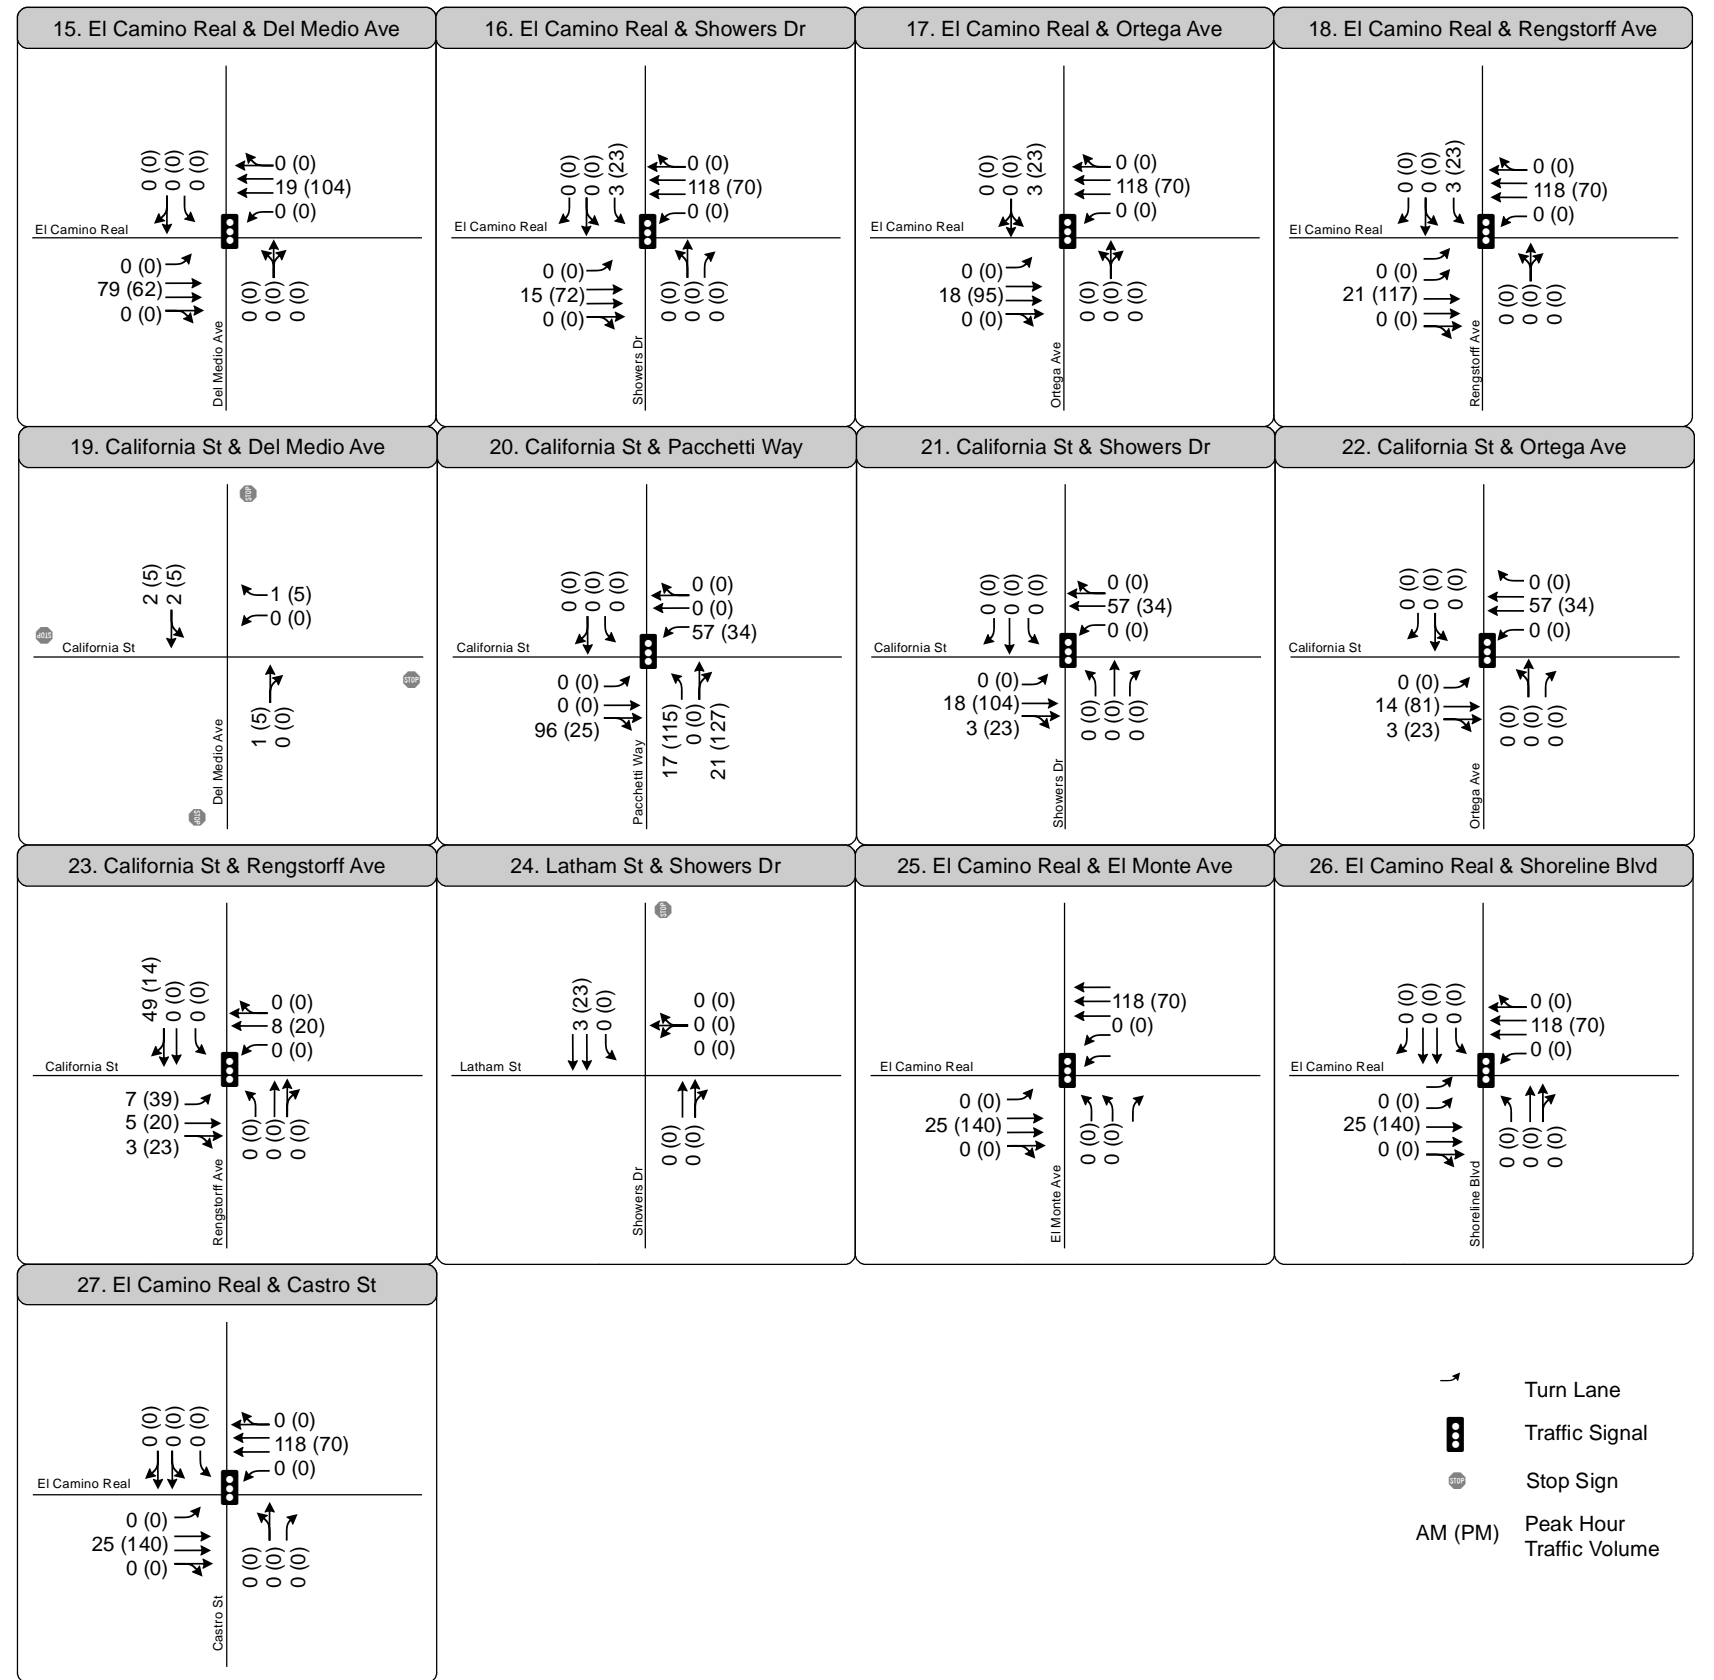 15. El Camino Real & Del Medio Ave
0 (0)
0 (0)
0 (0)
0 (0)
19 (104)
0 (0)
El Camino Real
0 (0)
79 (62)
0 (0)
0 (0)
0 (0)
0 (0)
Del Medio Ave
16. El Camino Real & Showers Dr
0 (0)
0 (0)
3 (23)
0 (0)
118 (70)
0 (0)
El Camino Real
0 (0)
15 (72)
0 (0)
0 (0)
0 (0)
0 (0)
Showers Dr
17. El Camino Real & Ortega Ave
0 (0)
0 (0)
3 (23)
0 (0)
118 (70)
0 (0)
El Camino Real
0 (0)
18 (95)
0 (0)
0 (0)
0 (0)
0 (0)
Ortega Ave
18. El Camino Real & Rengstorff Ave
0 (0)
0 (0)
3 (23)
0 (0)
118 (70)
0 (0)
El Camino Real
0 (0)
21 (117)
0 (0)
0 (0)
0 (0)
0 (0)
Rengstorff Ave
19. California St & Del Medio Ave
STOP
2 (5)
2 (5)
1 (5)
0 (0)
STOP
California St
STOP
1 (5)
0 (0)
Del Medio Ave
STOP
20. California St & Pacchetti Way
0 (0)
0 (0)
0 (0)
0 (0)
0 (0)
57 (34)
California St
0 (0)
0 (0)
96 (25)
17 (115)
0 (0)
21 (127)
Pacchetti Way
21. California St & Showers Dr
0 (0)
0 (0)
0 (0)
0 (0)
57 (34)
0 (0)
California St
0 (0)
18 (104)
3 (23)
0 (0)
0 (0)
0 (0)
Showers Dr
22. California St & Ortega Ave
0 (0)
0 (0)
0 (0)
0 (0)
57 (34)
0 (0)
California St
0 (0)
14 (81)
3 (23)
0 (0)
0 (0)
0 (0)
Ortega Ave
23. California St & Rengstorff Ave
49 (14)
0 (0)
0 (0)
0 (0)
8 (20)
0 (0)
California St
7 (39)
5 (20)
3 (23)
0 (0)
0 (0)
0 (0)
Rengstorff Ave
24. Latham St & Showers Dr
STOP
3 (23)
0 (0)
0 (0)
0 (0)
0 (0)
Latham St
0 (0)
0 (0)
Showers Dr
25. El Camino Real & El Monte Ave
118 (70)
0 (0)
El Camino Real
0 (0)
25 (140)
0 (0)
0 (0)
0 (0)
El Monte Ave
26. El Camino Real & Shoreline Blvd
0 (0)
0 (0)
0 (0)
0 (0)
118 (70)
0 (0)
El Camino Real
0 (0)
25 (140)
0 (0)
0 (0)
0 (0)
0 (0)
Shoreline Blvd
27. El Camino Real & Castro St
0 (0)
0 (0)
0 (0)
0 (0)
118 (70)
0 (0)
El Camino Real
0 (0)
25 (140)
0 (0)
0 (0)
0 (0)
0 (0)
Castro St
Turn Lane
Traffic Signal
STOP Stop Sign
AM (PM) Peak Hour
Traffic Volume